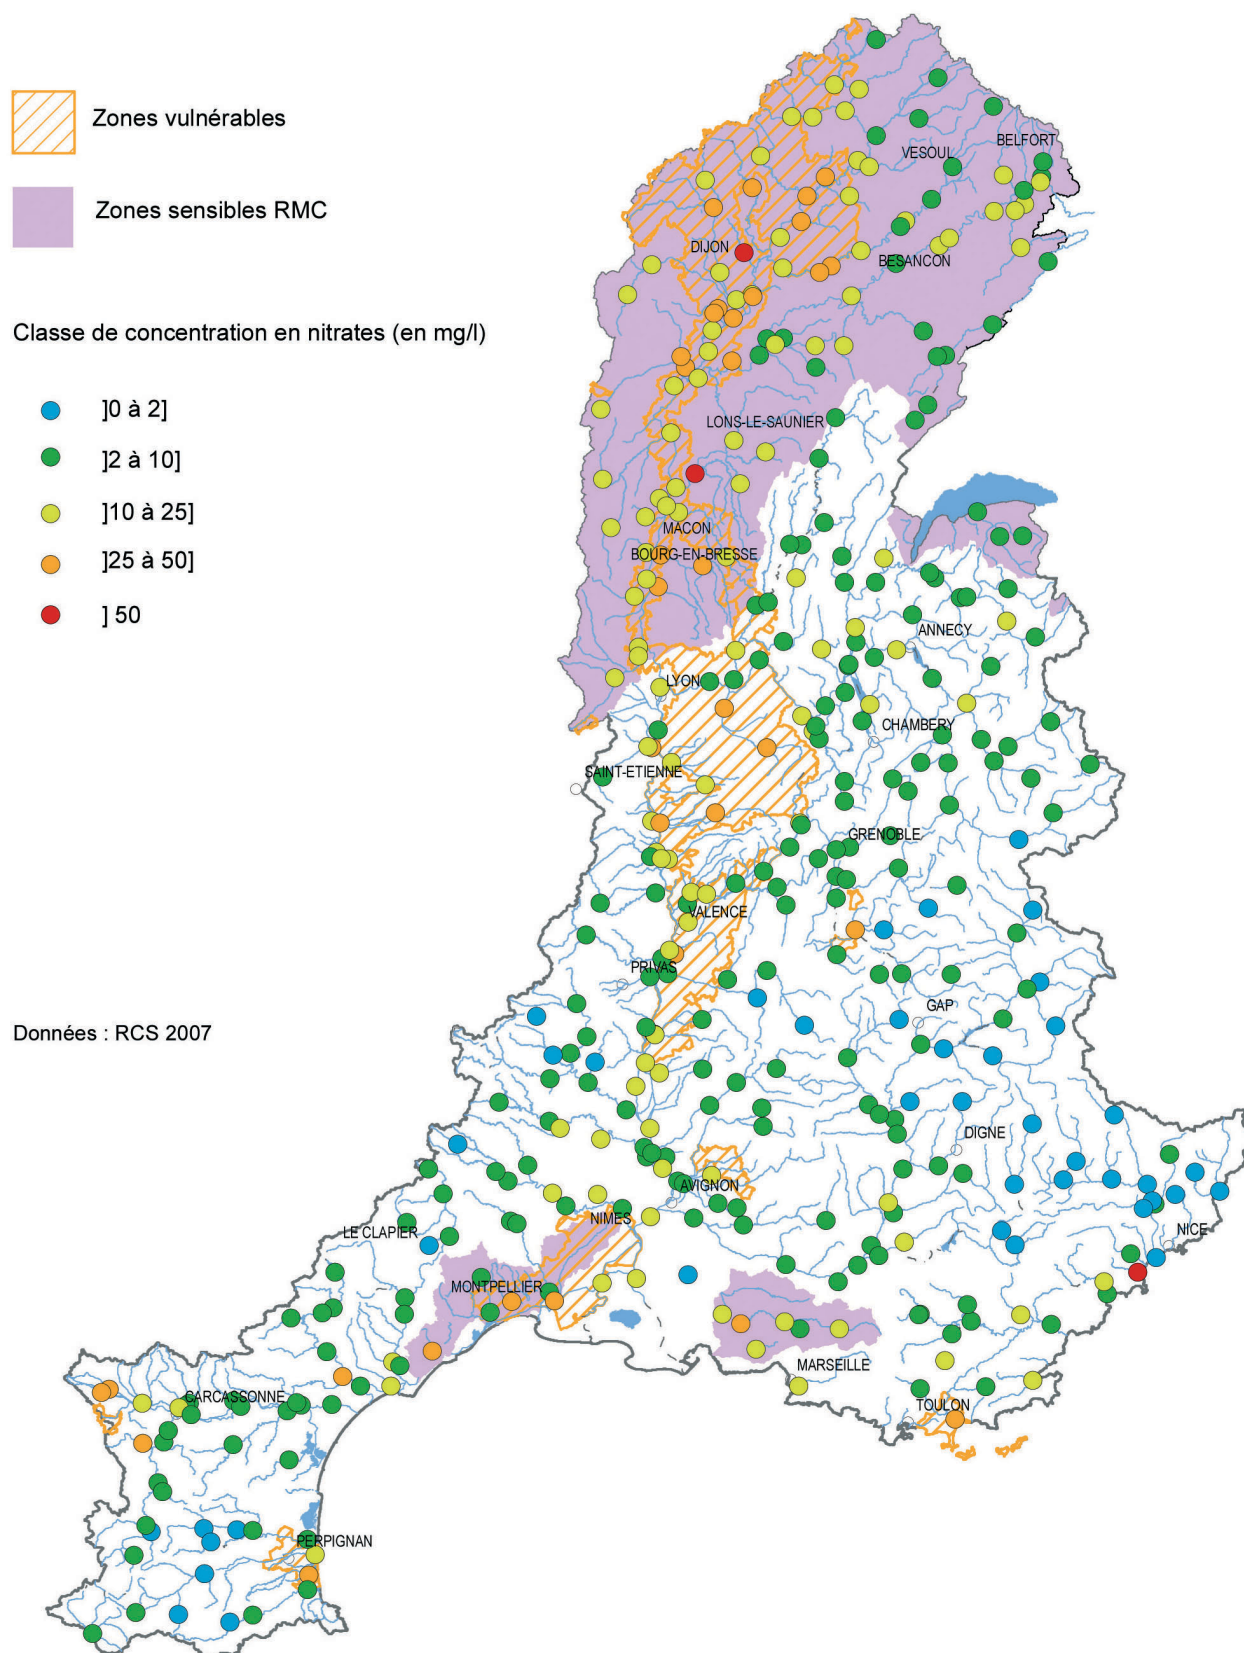 Zones vulnérables
Zones sensibles RMC
Classe de concentration en nitrates (en mg/l)
]0 à 2]
]2 à 10]
]10 à 25]
]25 à 50]
] 50
Données : RCS 2007
BELFORT
VESOUL
DIJON
BESANCON
LONS-LE-SAUNIER
MACON
BOURG-EN-BRESSE
ANNECY
LYON
CHAMBERY
SAINT-ETIENNE
GRENOBLE
VALENCE
PRIVAS
GAP
DIGNE
AVIGNON
NIMES
LE CLAPIER
NICE
MONTPELLIER
MARSEILLE
CARCASSONNE
TOULON
PERPIGNAN